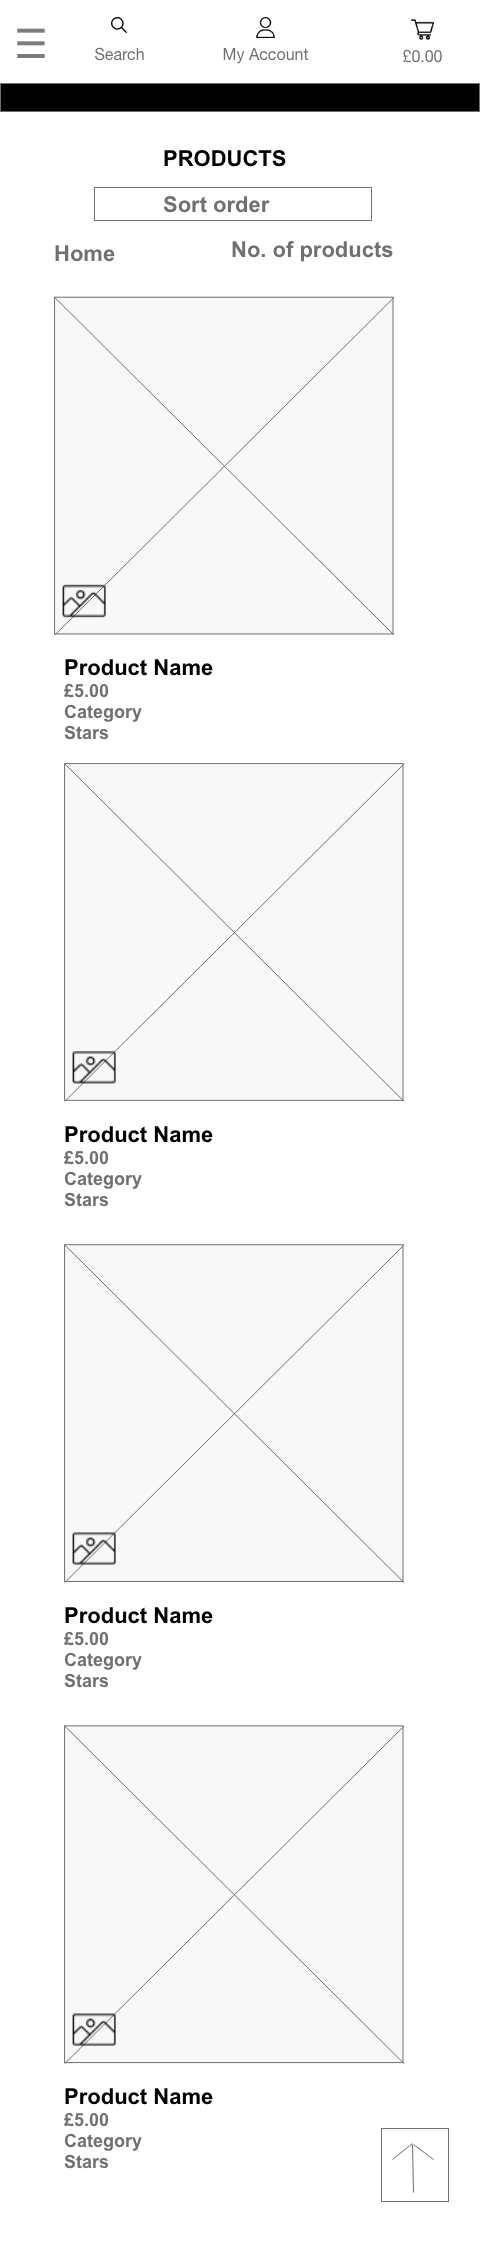 Search
My Account
£0.00
PRODUCTS
Sort order
Home
No. of products
Product Name
£5.00
Category
Stars
Product Name
£5.00
Category
Stars
Product Name
£5.00
Category
Stars
Product Name
£5.00
Category
Stars